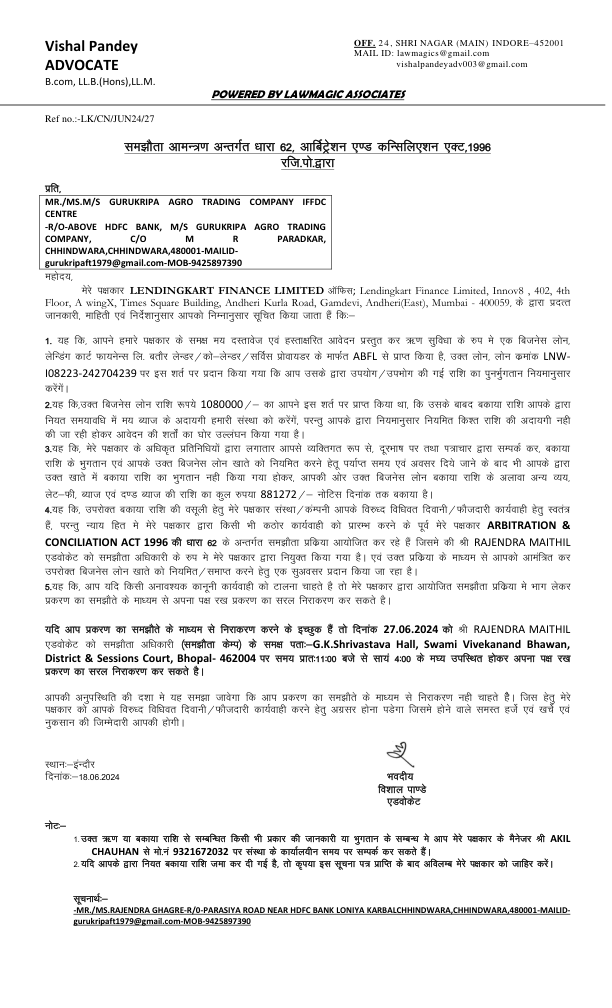 Vishal Pandey
ADVOCATE
B.com, LL.B.(Hons),LL.M.
OFF. 24, SHRI NAGAR (MAIN) INDORE–452001
MAIL ID: lawmagics@gmail.com
vishalpandeyadv003@gmail.com
POWERED BY LAWMAGIC ASSOCIATES
Ref no.:-LK/CN/JUN24/27
समझौता आमन्त्रण अन्तर्गत धारा 62, आर्बिट्रेशन एण्ड कन्सिलिएशन एक्ट,1996
रजि.पो.द्वारा
प्रति,
MR./MS.M/S GURUKRIPA AGRO TRADING COMPANY IFFDC
CENTRE
-R/O-ABOVE HDFC BANK, M/S GURUKRIPA AGRO TRADING
COMPANY, C/O M R PARADKAR,
CHHINDWARA,CHHINDWARA,480001-MAILID-
gurukripaft1979@gmail.com-MOB-9425897390
महोदय,
मेरे पक्षकार LENDINGKART FINANCE LIMITED ऑफिस; Lendingkart Finance Limited, Innov8 , 402, 4th
Floor, A wingX, Times Square Building, Andheri Kurla Road, Gamdevi, Andheri(East), Mumbai - 400059, के द्वारा प्रदत्त
जानकारी, माहिती एवं निर्देशानुसार आपको निम्नानुसार सूचित किया जाता हैं कि:–
1. यह कि, आपने हमारे पक्षकार के समक्ष मय दस्तावेज एवं हस्ताक्षरित आवेदन प्रस्तुत कर ऋण सुविधा के रुप मे एक बिजनेस लोन,
लेन्डिंग कार्ट फायनेन्स लि. बतौर लेन्डर/को–लेन्डर/सर्विस प्रोवायडर के मार्फत ABFL से प्राप्त किया है, उक्त लोन, लोन क्रमांक LNW-
I08223-242704239 पर इस शर्त पर प्रदान किया गया कि आप उसके द्वारा उपयोग/उपमोग की गई राशि का पुनर्भुगतान नियमानुसार
करेंगें।
2.यह कि,उक्त बिजनेस लोन राशि रूपये 1080000/– का आपने इस शर्त पर प्राप्त किया था, कि उसके बाबद बकाया राशि आपके द्वारा
नियत समयावधि में मय ब्याज के अदायगी हमारी संस्था को करेंगें, परन्तु आपके द्वारा नियमानुसार नियमित किश्त राशि की अदायगी नही
की जा रही होकर आवेदन की शर्तो का घोर उल्लंघन किया गया है।
3.यह कि, मेरे पक्षकार के अधिकृत प्रतिनिधियों द्वारा लगातार आपसे व्यक्तिगत रूप से, दूरभाष पर तथा पत्राचार द्वारा सम्पर्क कर, बकाया
राशि के भुगतान एवं आपके उक्त बिजनेस लोन खाते को नियमित करने हेतू पर्याप्त समय एवं अवसर दिये जाने के बाद भी आपके द्वारा
उक्त खाते में बकाया राशि का भुगतान नही किया गया होकर, आपकी ओर उक्त बिजनेस लोन बकाया राशि के अलावा अन्य व्यय,
लेट–फी, ब्याज एवं दण्ड ब्याज की राशि का कुल रुपया 881272/– नोटिस दिनांक तक बकाया है।
4.यह कि, उपरोक्त बकाया राशि की वसूली हेतु मेरे पक्षकार संस्था/कंम्पनी आपके विरुध्द विधिवत दिवानी/फौजदारी कार्यवाही हेतु स्वतंत्र
हैं, परन्तु न्याय हित मे मेरे पक्षकार द्वारा किसी भी कठोर कार्यवाही को प्रारम्भ करने के पूर्व मेरे पक्षकार ARBITRATION &
CONCILIATION ACT 1996 की धारा 62 के अन्तर्गत समझौता प्रकिया आयोजित कर रहे हैं जिसमे की श्री RAJENDRA MAITHIL
एडवोकेट को समझौता अधिकारी के रुप मे मेरे पक्षकार द्वारा नियुक्त किया गया है। एवं उक्त प्रकिया के माध्यम से आपको आमंत्रित कर
उपरोक्त बिजनेस लोन खाते को नियमित/समाप्त करने हेतु एक सुअवसर प्रदान किया जा रहा है।
5.यह कि, आप यदि किसी अनावश्यक कानूनी कार्यवाही को टालना चाहते है तो मेरे पक्षकार द्वारा आयोजित समझौता प्रकिया मे भाग लेकर
प्रकरण का समझौते के माध्यम से अपना पक्ष रख प्रकरण का सरल निराकरण कर सकते है।
यदि आप प्रकरण का समझौते के माध्यम से निराकरण करने के इच्छुक हैं तो दिनांक 27.06.2024 को श्री RAJENDRA MAITHIL
एडवोकेट को समझौता अधिकारी (समझौता केम्प) के समक्ष पताः–G.K.Shrivastava Hall, Swami Vivekanand Bhawan,
District & Sessions Court, Bhopal- 462004 पर समय प्रातः11:00 बजे से सायं 4:00 के मघ्य उपस्थित होकर अपना पक्ष रख
प्रकरण का सरल निराकरण कर सकते है।
आपकी अनुपस्थिति की दशा मे यह समझा जावेगा कि आप प्रकरण का समझौते के माध्यम से निराकरण नही चाहते हैै। जिस हेतु मेरे
पक्षकार को आपके विरुध्द विधिवत दिवानी/फौजदारी कार्यवाही करने हेतु अग्रसर होना पडेगा जिसमे होने वाले समस्त हर्जे एवं खर्चे एवं
नुकसान की जिम्मेदारी आपकी होगी।
स्थानः–इंन्दौर
दिनांकः–18.06.2024
भवदीय
विशाल पाण्डे
एडवोकेट
नोटः–
1.उक्त ऋण या बकाया राशि से सम्बन्धित किसी भी प्रकार की जानकारी या भुगतान के सम्बन्ध मे आप मेरे पक्षकार के मैनेजर श्री AKIL
CHAUHAN से मो.नं 9321672032 पर संस्था के कार्यालयीन समय पर सम्पर्क कर सकते हैं।
2.यदि आपके द्वारा नियत बकाया राशि जमा कर दी गई है, तो कृपया इस सूचना पत्र प्राप्ति के बाद अविलम्ब मेरे पक्षकार को जाहिर करें।
सूचनार्थः–
-MR./MS.RAJENDRA GHAGRE-R/0-PARASIYA ROAD NEAR HDFC BANK LONIYA KARBALCHHINDWARA,CHHINDWARA,480001-MAILID-
gurukripaft1979@gmail.com-MOB-9425897390